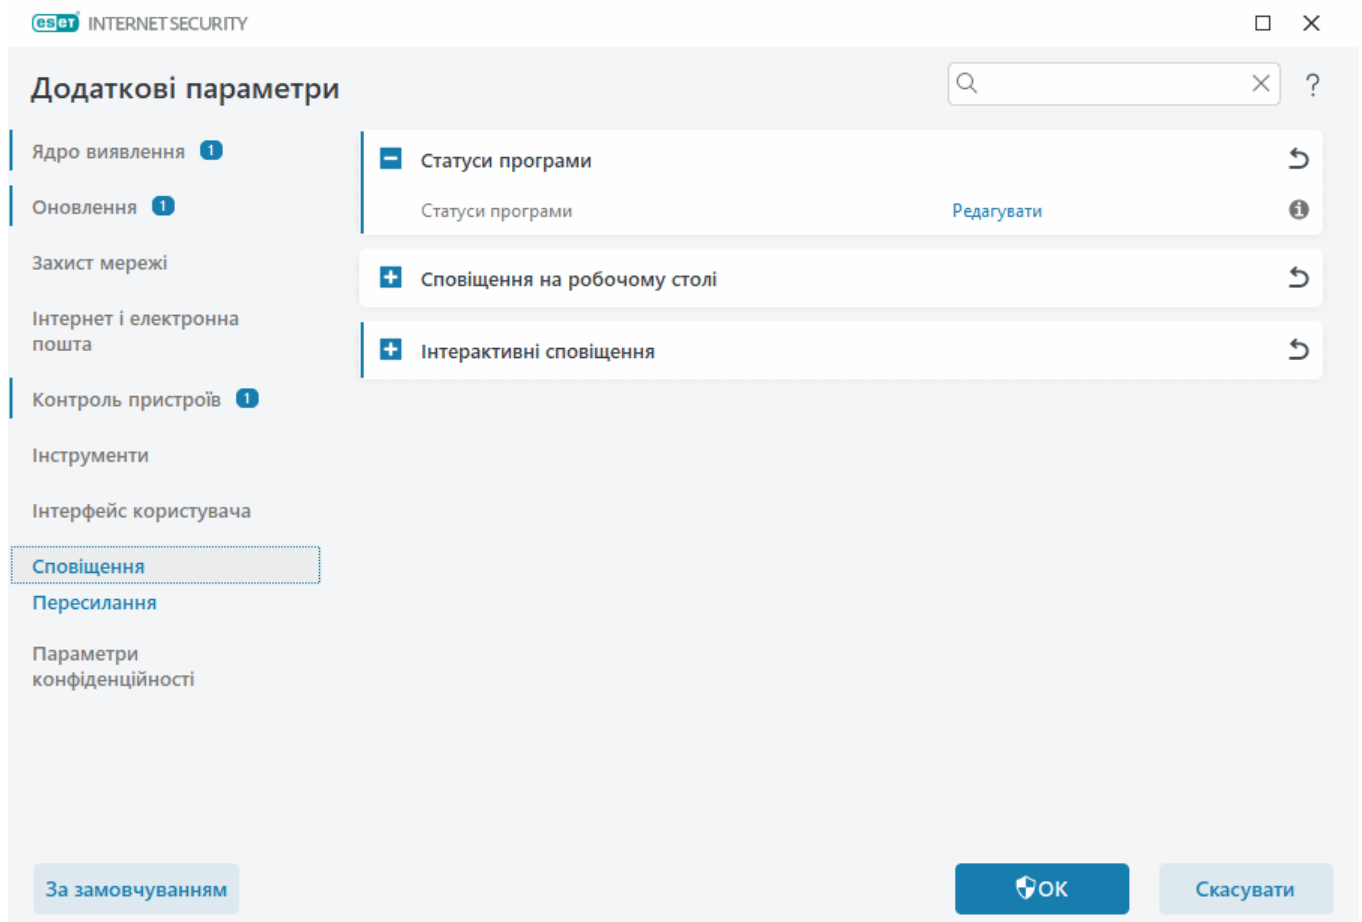 eset INTERNET SECURITY
Додаткові параметри
?
Ядро виявлення 1
Оновлення 1
Захист мережі
Інтернет і електронна
пошта
Контроль пристроїв 1
Інструменти
Інтерфейс користувача
Сповіщення
Пересилання
Параметри
конфіденційності
Статуси програми
Статуси програми Редагувати
Сповіщення на робочому столі
Інтерактивні сповіщення
За замовчуванням
ОК
Скасувати